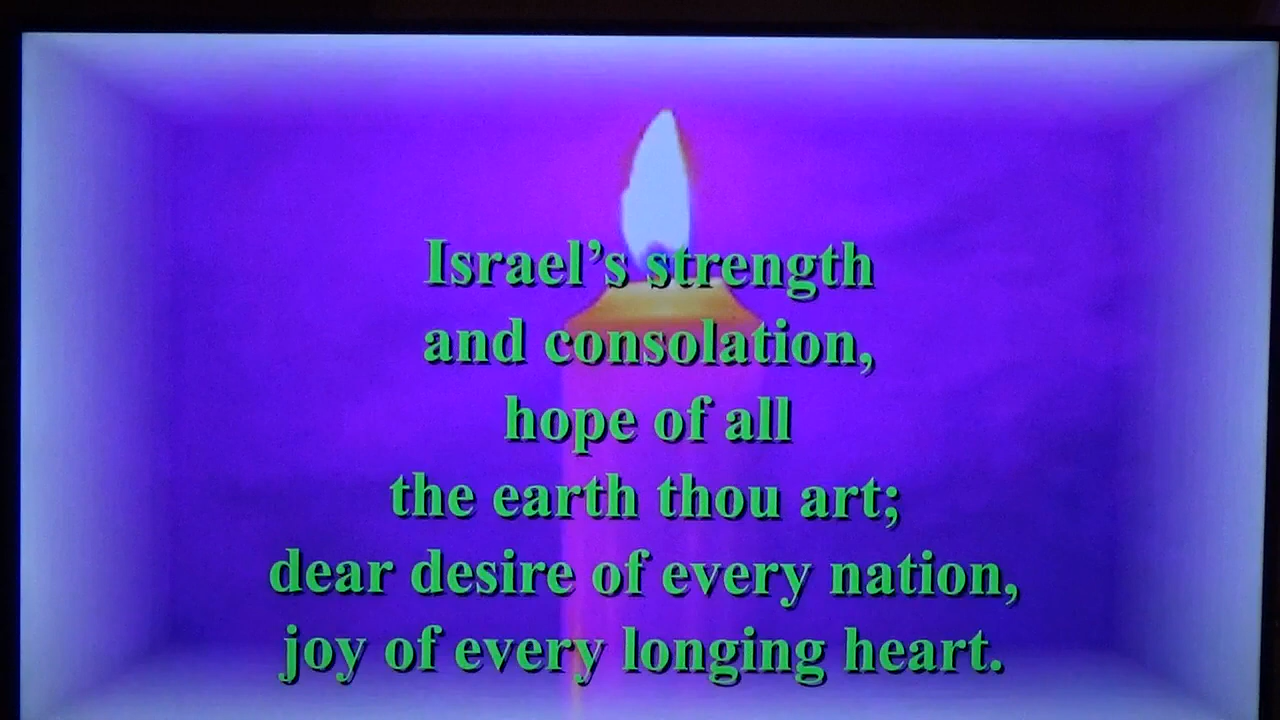 Israel’s strength
and consolation,
hope of all
the earth thou art;
dear desire of every nation,
joy of every longing heart.